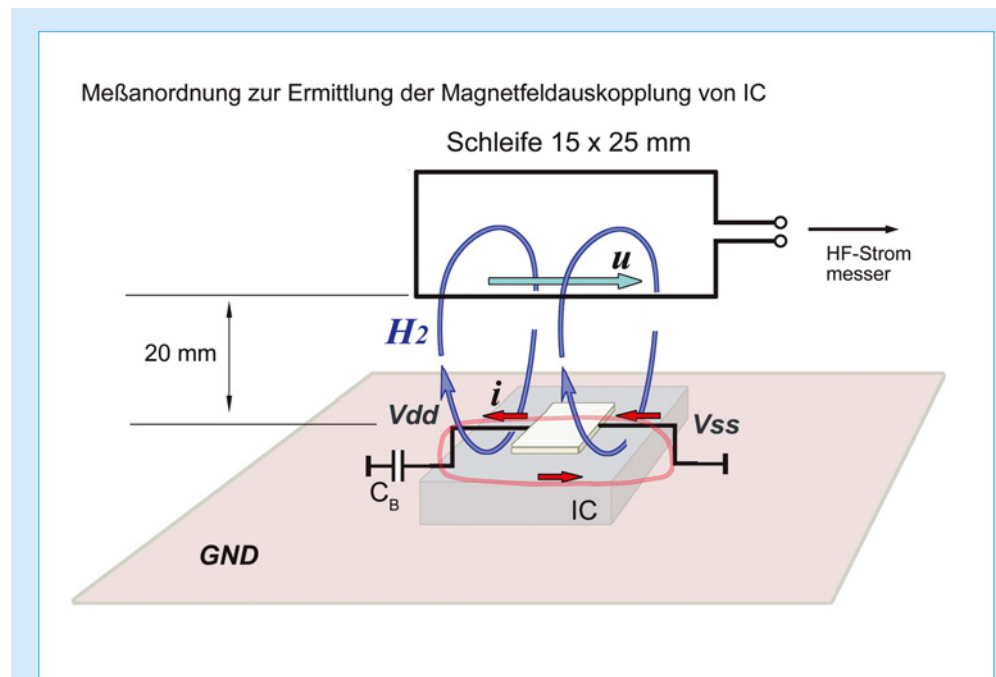 Meßanordnung zur Ermittlung der Magnetfeldauskopplung von IC
Schleife 15 x 25 mm
u
HF-Strom
messer
H2
20 mm
i
Vdd
Vss
CB
IC
GND